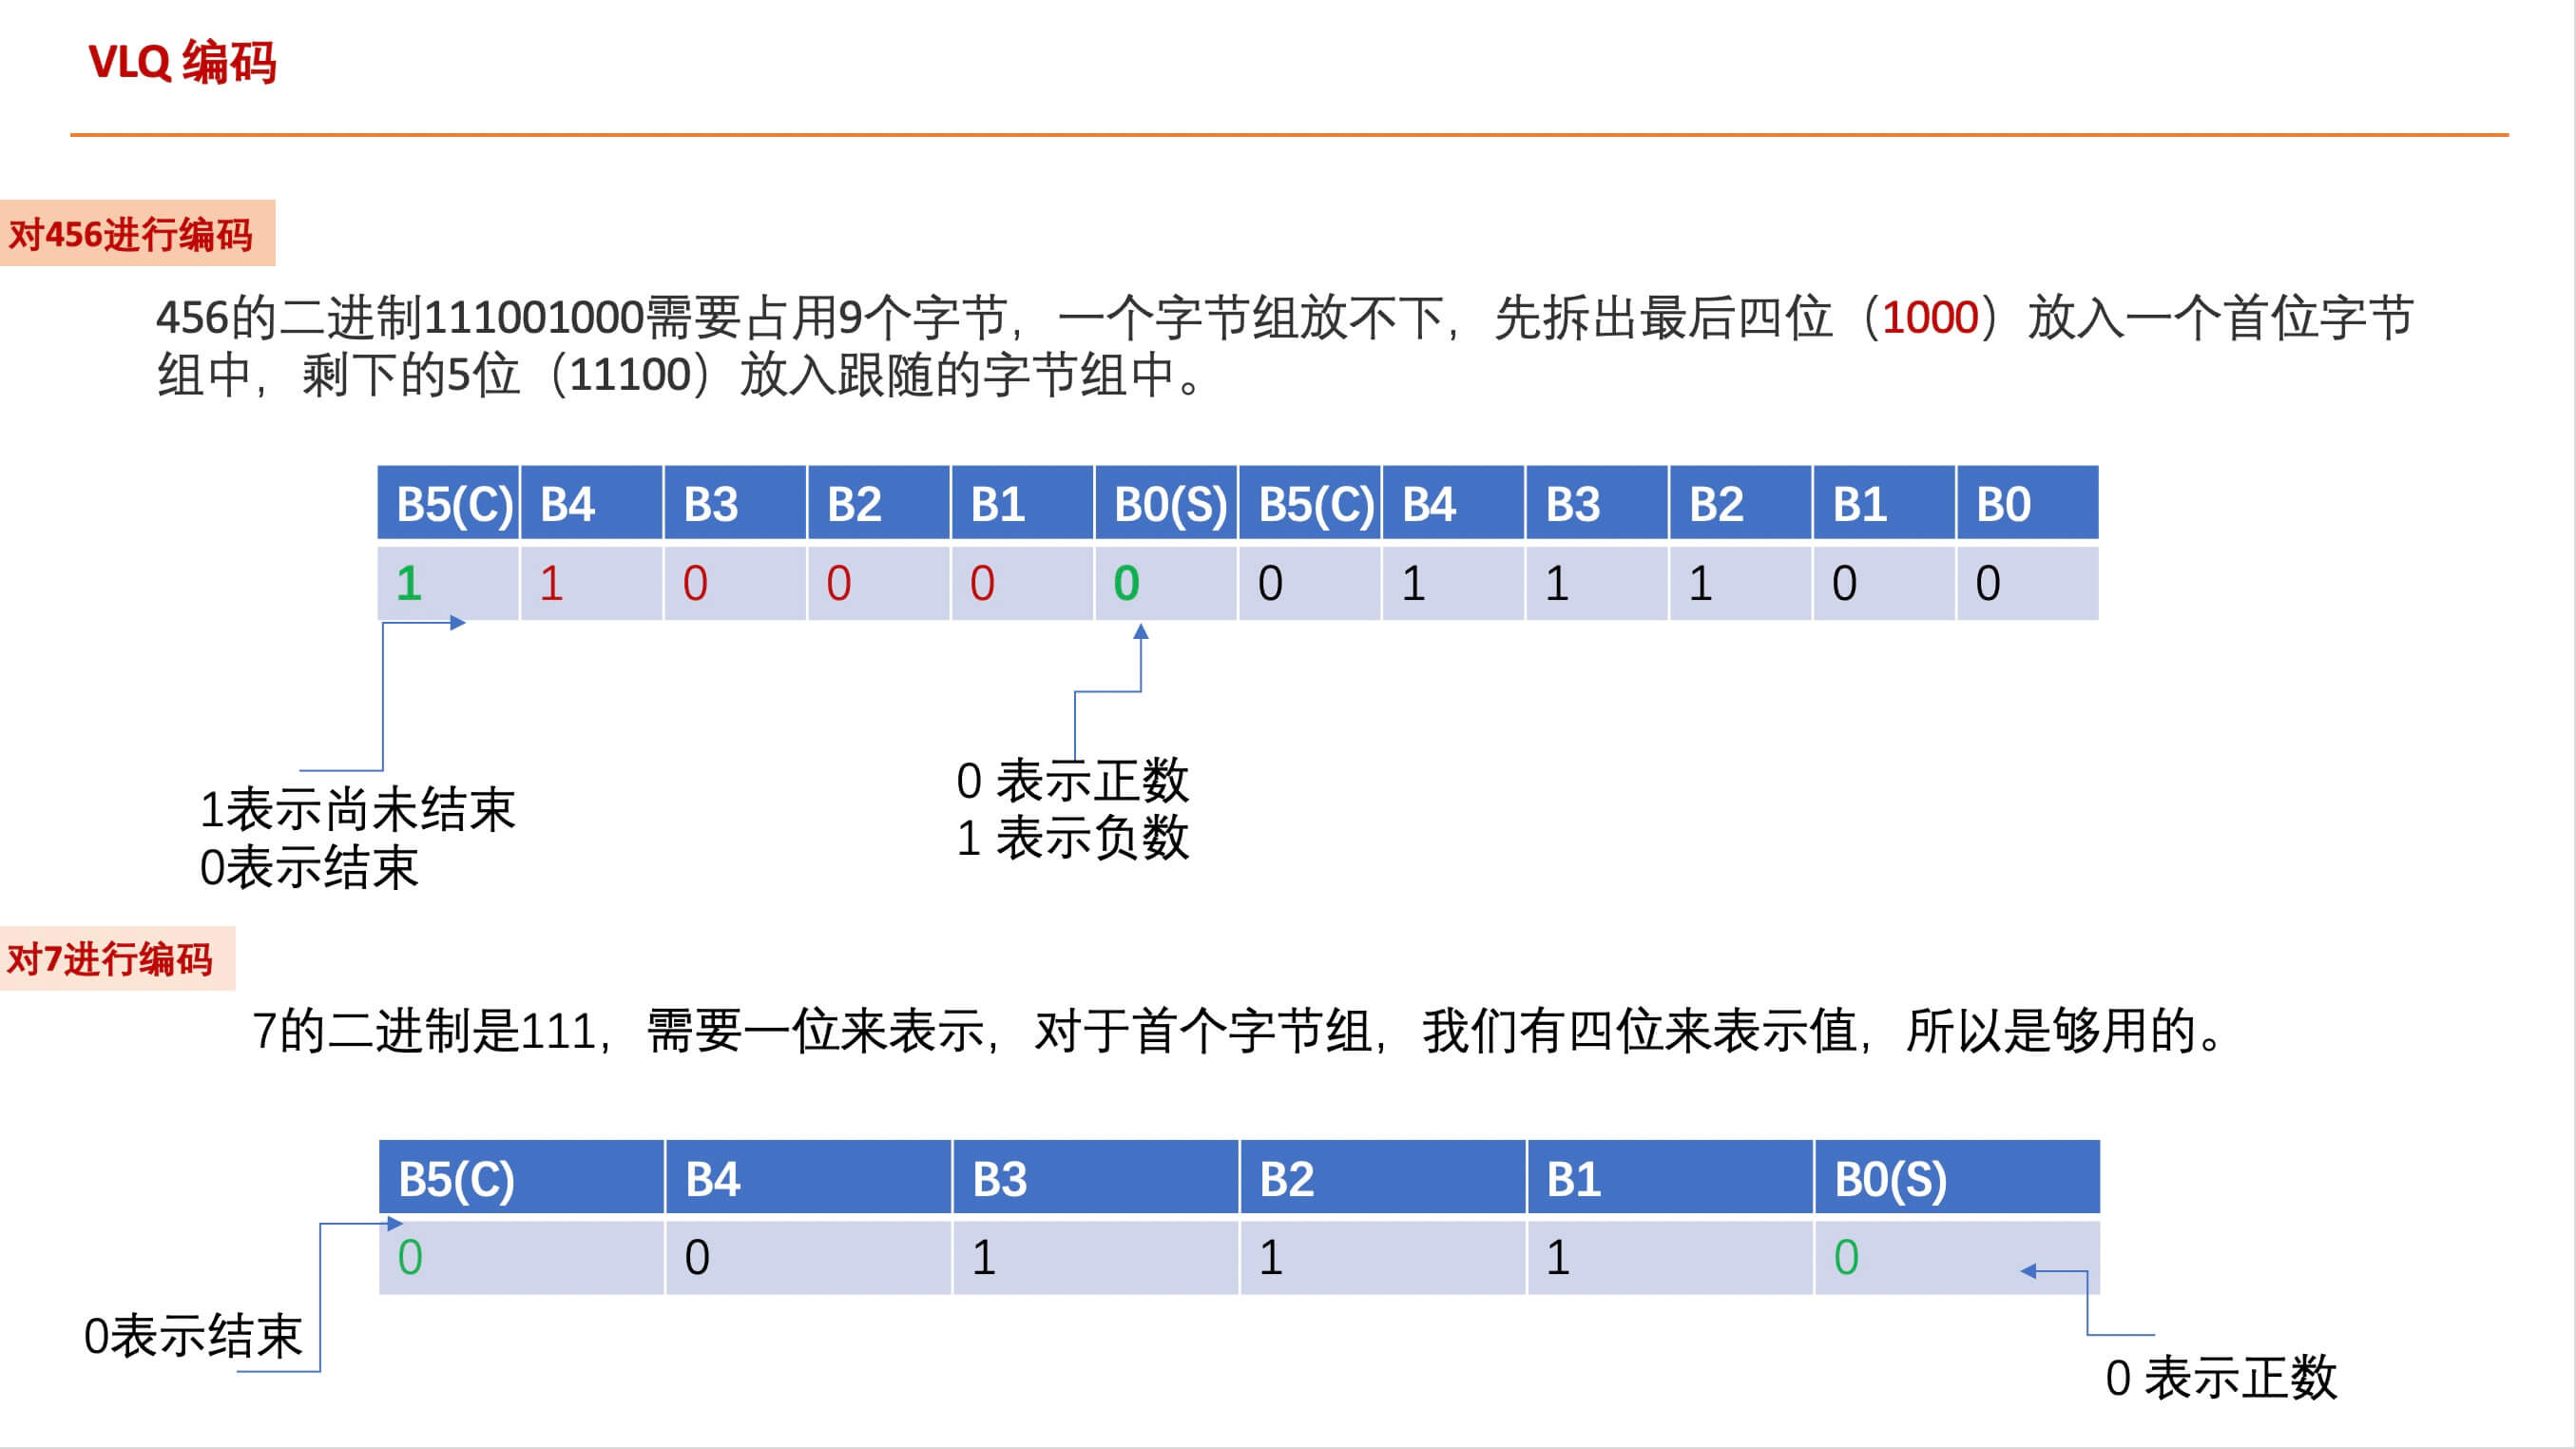 VLQ 编码
对456进行编码
456的二进制111001000需要占用9个字节，一个字节组放不下，先拆出最后四位（1000）放入一个首位字节
组中，剩下的5位（11100）放入跟随的字节组中。
B5(C) B4 B3 B2 B1 B0(S) B5(C) B4 B3 B2 B1 B0
1 1 0 0 0 0 0 1 1 1 0 0
1表示尚未结束
0表示结束
0 表示正数
1 表示负数
对7进行编码
7的二进制是111，需要一位来表示，对于首个字节组，我们有四位来表示值，所以是够用的。
B5(C) B4 B3 B2 B1 B0(S)
0 0 1 1 1 0
0表示结束
0 表示正数